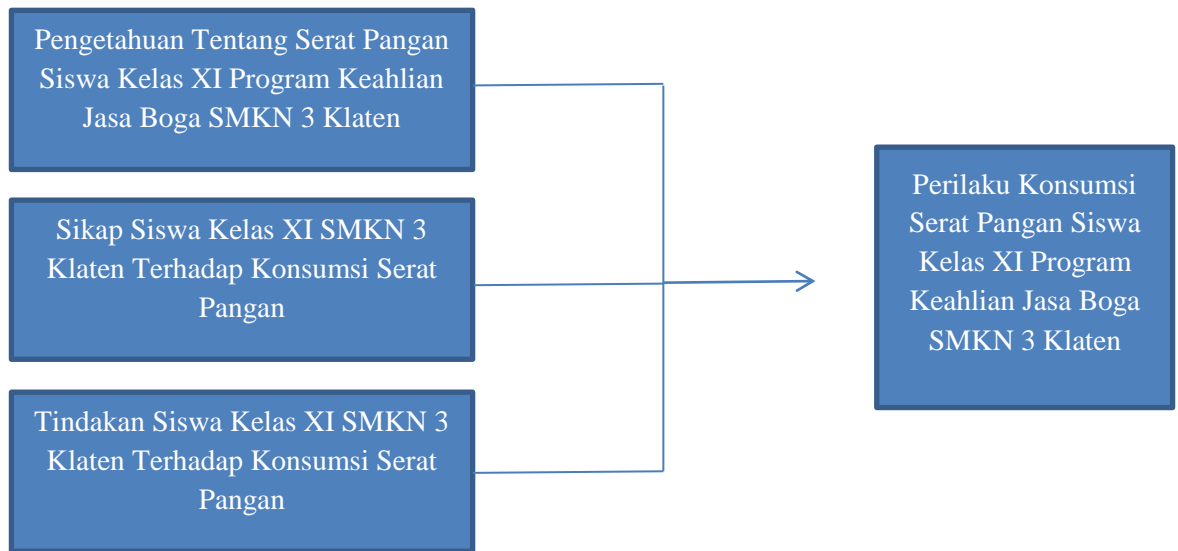 Pengetahuan Tentang Serat Pangan
Siswa Kelas XI Program Keahlian
Jasa Boga SMKN 3 Klaten
Sikap Siswa Kelas XI SMKN 3
Klaten Terhadap Konsumsi Serat
Pangan
Tindakan Siswa Kelas XI SMKN 3
Klaten Terhadap Konsumsi Serat
Pangan
Perilaku Konsumsi
Serat Pangan Siswa
Kelas XI Program
Keahlian Jasa Boga
SMKN 3 Klaten